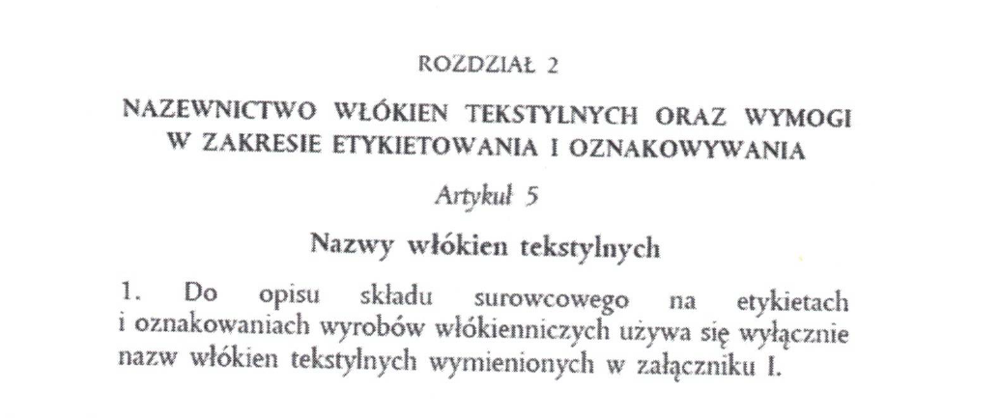 ROZDZIAŁ 2
NAZEWNICTWO WŁÓKIEN TEKSTYLNYCH ORAZ WYMOGI
W ZAKRESIE ETYKIETOWANIA I OZNAKOWYWANIA
Artykuł 5
Nazwy włókien tekstylnych
1. Do opisu składu surowcowego na etykietach
i oznakowaniach wyrobów włókienniczych używa się wyłącznie
nazw włókien tekstylnych wymienionych w załączniku I.